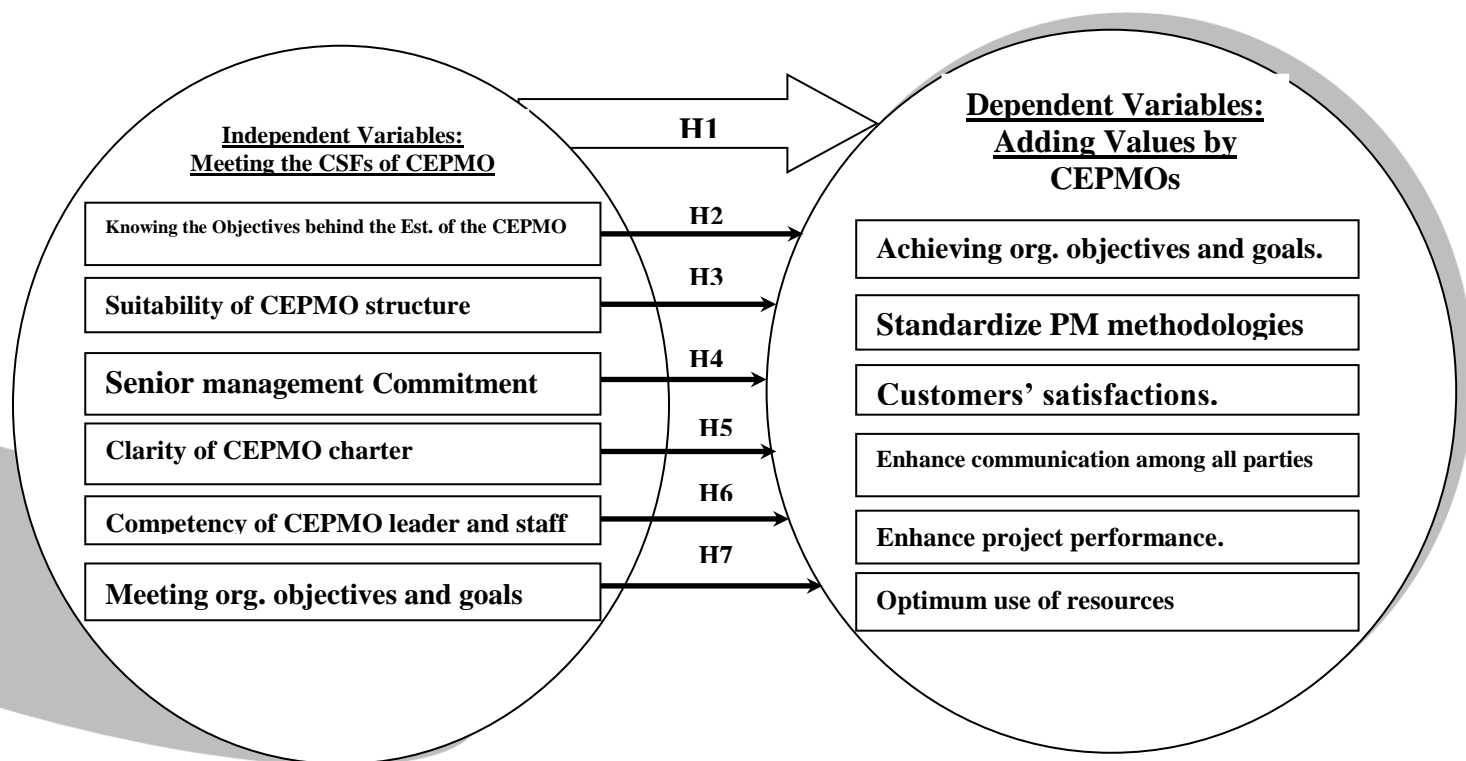 Independent Variables:
Meeting the CSFs of CEPMO
Knowing the Objectives behind the Est. of the CEPMO
Suitability of CEPMO structure
Senior management Commitment
Clarity of CEPMO charter
Competency of CEPMO leader and staff
Meeting org. objectives and goals
H1
H2
H3
H4
H5
H6
H7
Dependent Variables:
Adding Values by
CEPMOs
Achieving org. objectives and goals.
Standardize PM methodologies
Customers’ satisfactions.
Enhance communication among all parties
Enhance project performance.
Optimum use of resources